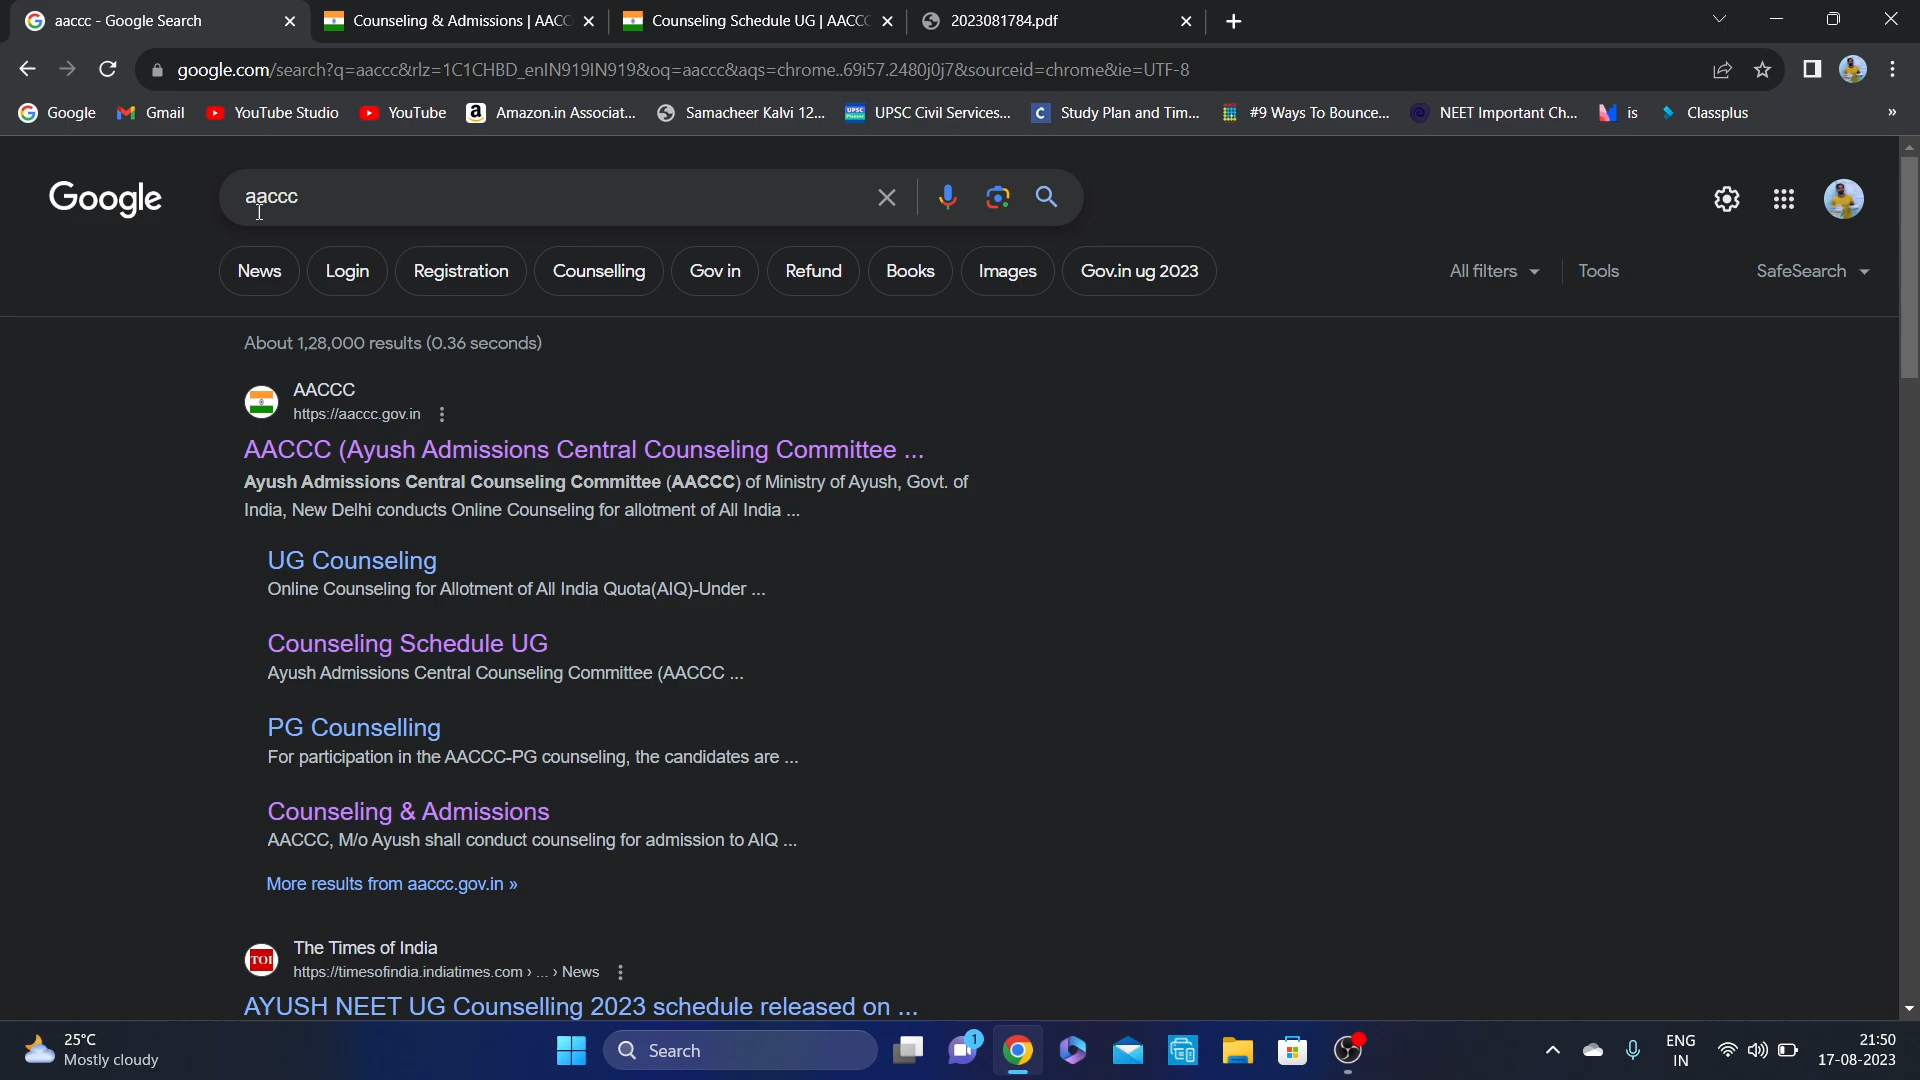 aaccc - Google Search
Counseling & Admissions | AACC
Counseling Schedule UG | AACCC
2023081784.pdf
google.com/search?q=aaccc&rlz=1C1CHBD_enIN919IN919&oq=aaccc&aqs=chrome..69i57.2480j0j7&sourceid=chrome&ie=UTF-8
Google
Gmail
YouTube Studio
YouTube
Amazon.in Associat...
Samacheer Kalvi 12...
UPSC Civil Services...
Study Plan and Tim...
#9 Ways To Bounce...
NEET Important Ch...
is
Classplus
»
Google
aaccc
News
Login
Registration
Counselling
Gov in
Refund
Books
Images
Gov.in ug 2023
All filters
Tools
SafeSearch
About 1,28,000 results (0.36 seconds)
AACCC
https://aaccc.gov.in
AACCC (Ayush Admissions Central Counseling Committee ...
Ayush Admissions Central Counseling Committee (AACCC) of Ministry of Ayush, Govt. of
India, New Delhi conducts Online Counseling for allotment of All India ...
UG Counseling
Online Counseling for Allotment of All India Quota(AIQ)-Under ...
Counseling Schedule UG
Ayush Admissions Central Counseling Committee (AACCC ...
PG Counselling
For participation in the AACCC-PG counseling, the candidates are ...
Counseling & Admissions
AACCC, M/o Ayush shall conduct counseling for admission to AIQ ...
More results from aaccc.gov.in »
TOI
The Times of India
https://timesofindia.indiatimes.com › ... › News
AYUSH NEET UG Counselling 2023 schedule released on ...
25°C
Mostly cloudy
Search
1
ENG
IN
21:50
17-08-2023